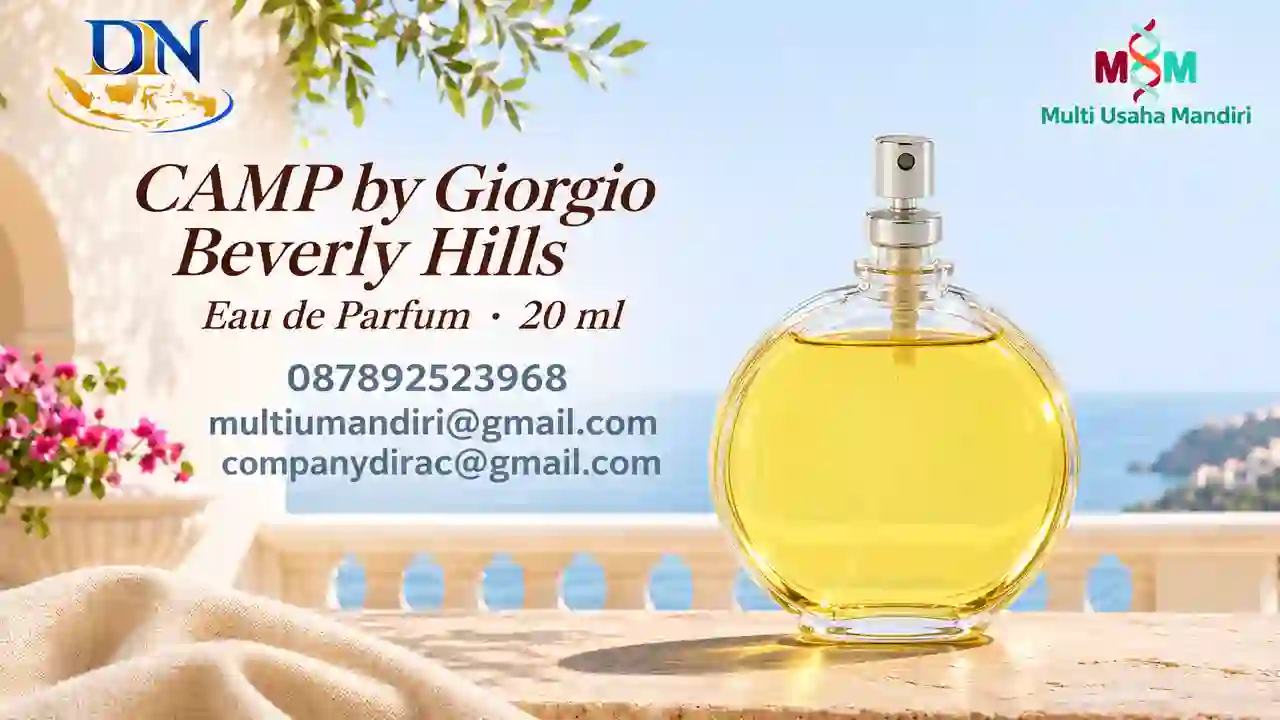 DN
M M
Multi Usaha Mandiri
CAMP by Giorgio
Beverly Hills
Eau de Parfum · 20 ml
087892523968
multiumandiri@gmail.com
companydirac@gmail.com